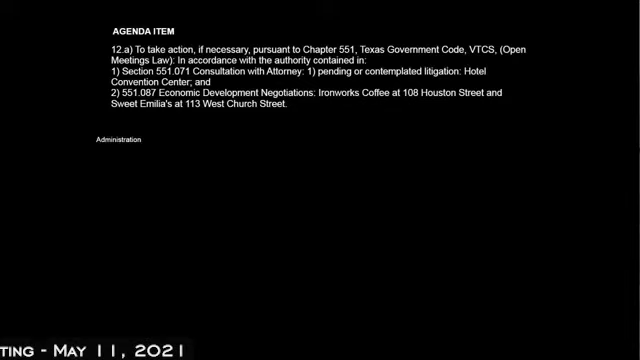 AGENDA ITEM
12.a) To take action, if necessary, pursuant to Chapter 551, Texas Government Code, VTCS, (Open
Meetings Law): In accordance with the authority contained in:
1) Section 551.071 Consultation with Attorney: 1) pending or contemplated litigation: Hotel
Convention Center; and
2) 551.087 Economic Development Negotiations: Ironworks Coffee at 108 Houston Street and
Sweet Emilia's at 113 West Church Street.
Administration
TING - MAY 11, 2021